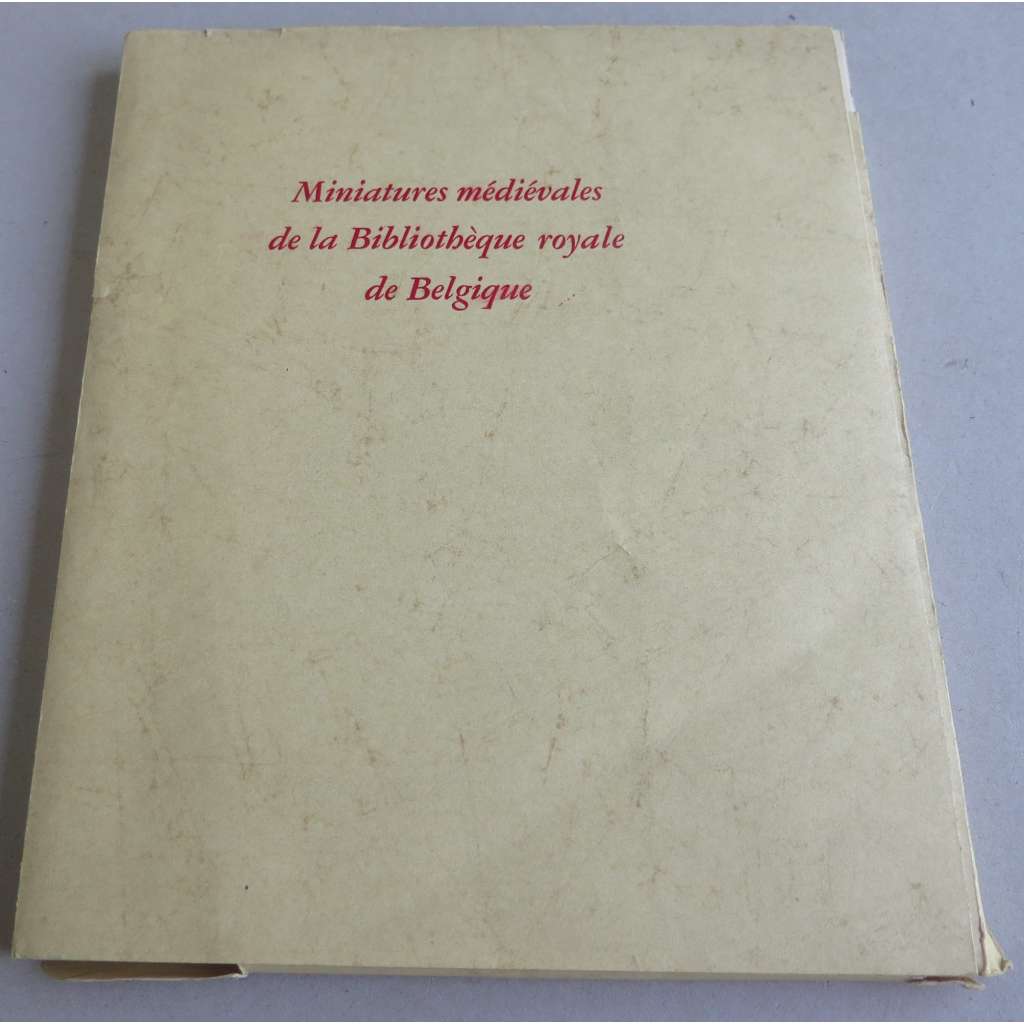 Miniatures médiévales
de la Bibliothèque royale
de Belgique